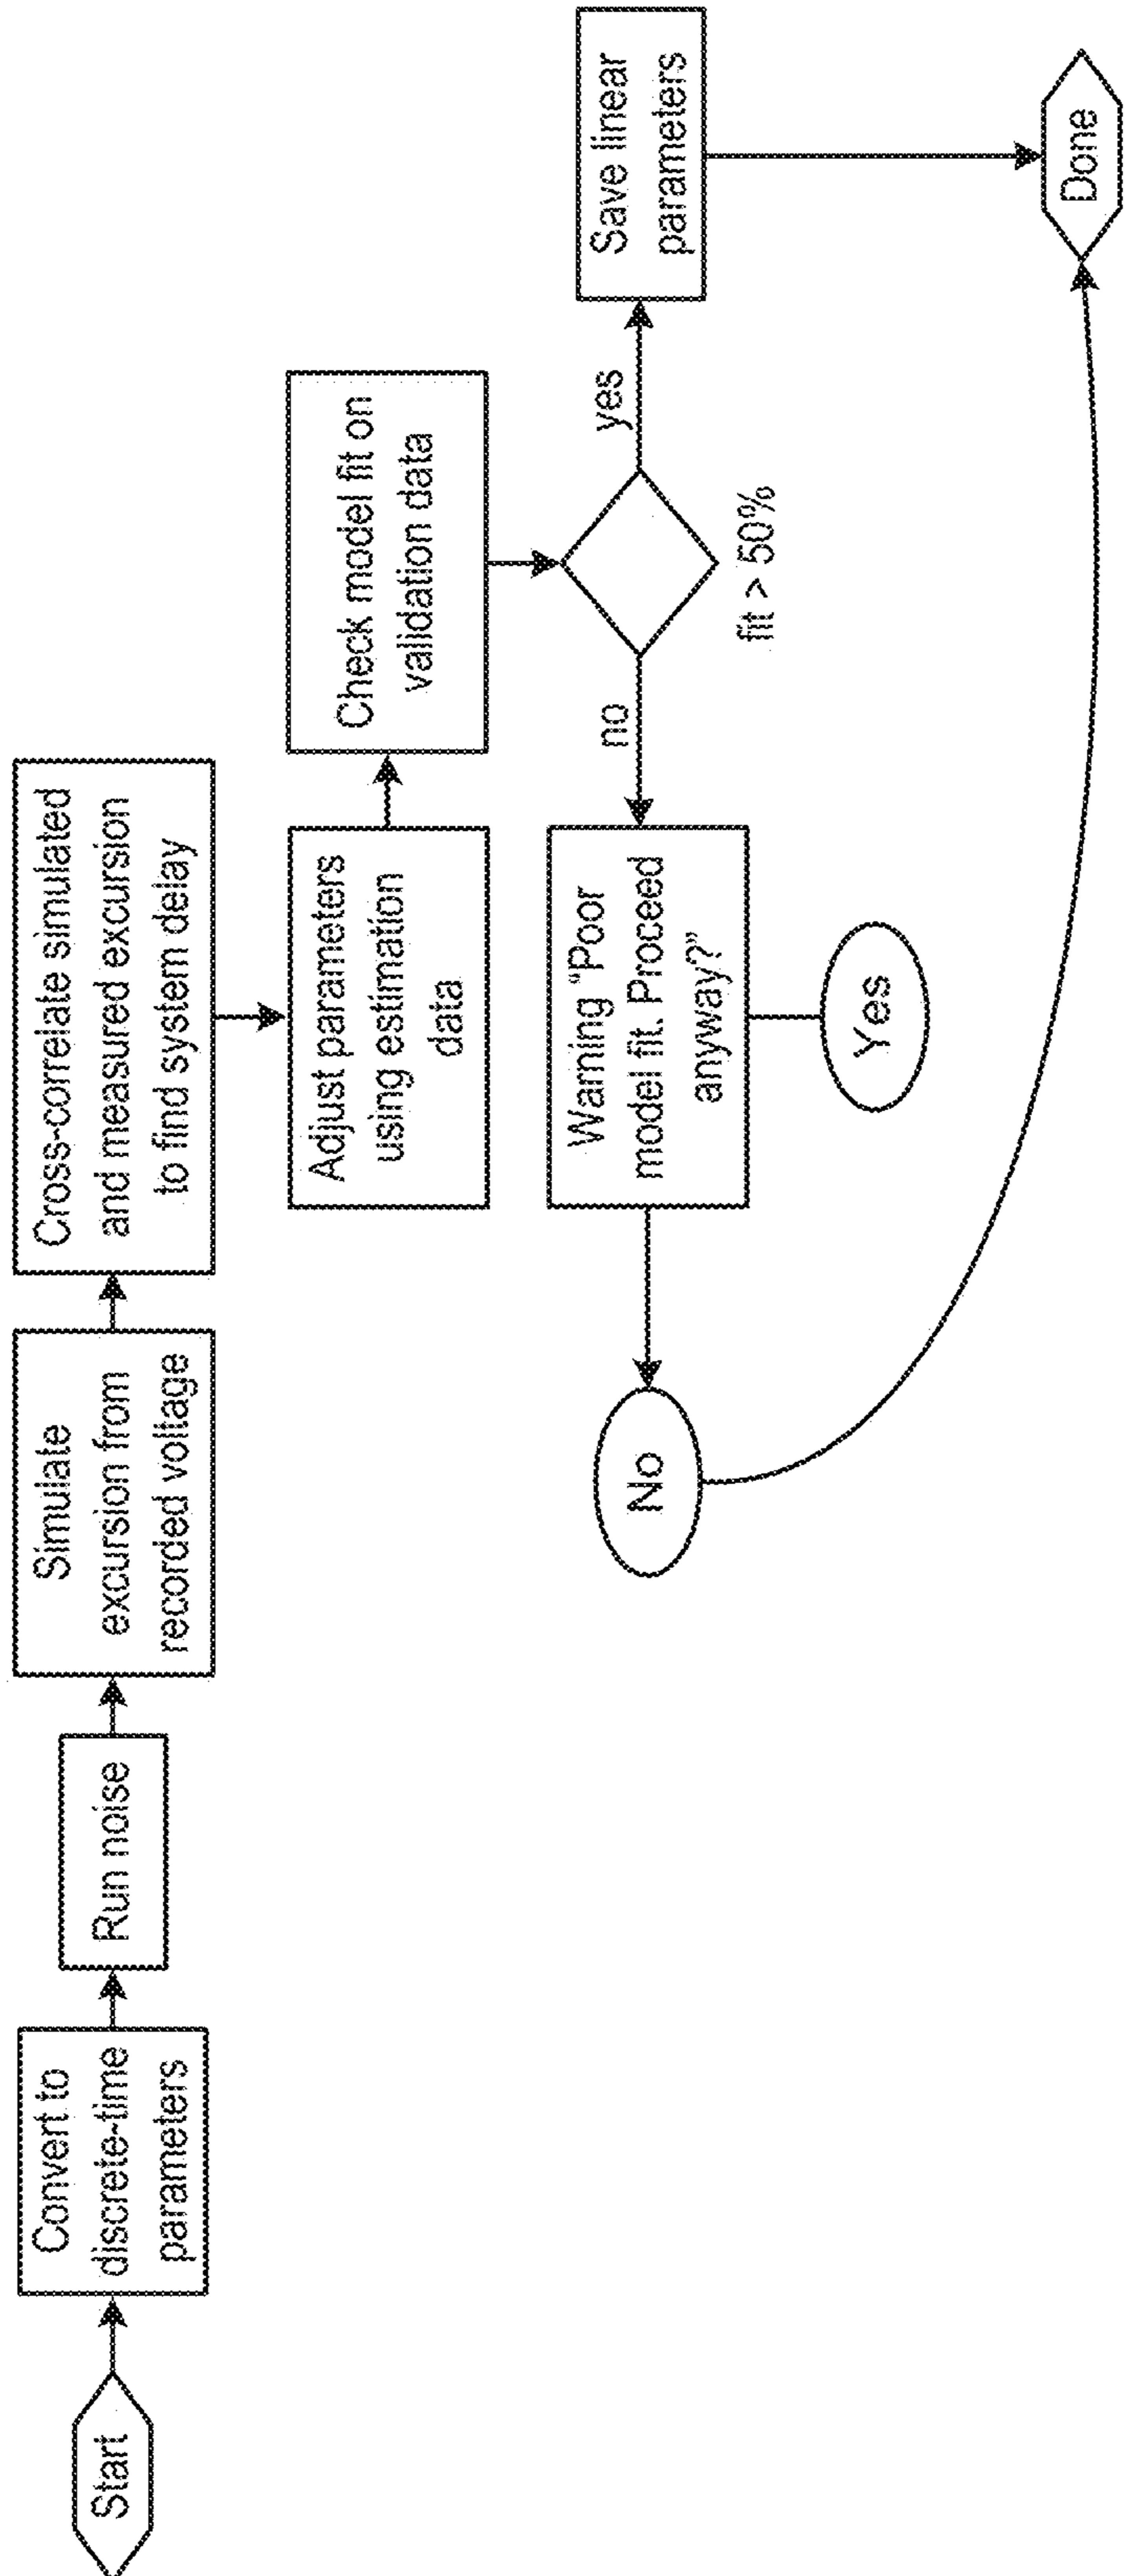 Start
Convert to
discrete-time
parameters
Run noise
Simulate
excursion from
recorded voltage
Cross-correlate simulated
and measured excursion
to find system delay
Adjust parameters
using estimation
data
Check model fit on
validation data
fit > 50%
yes
no
Save linear
parameters
Warning "Poor
model fit. Proceed
anyway?"
Yes
No
Done